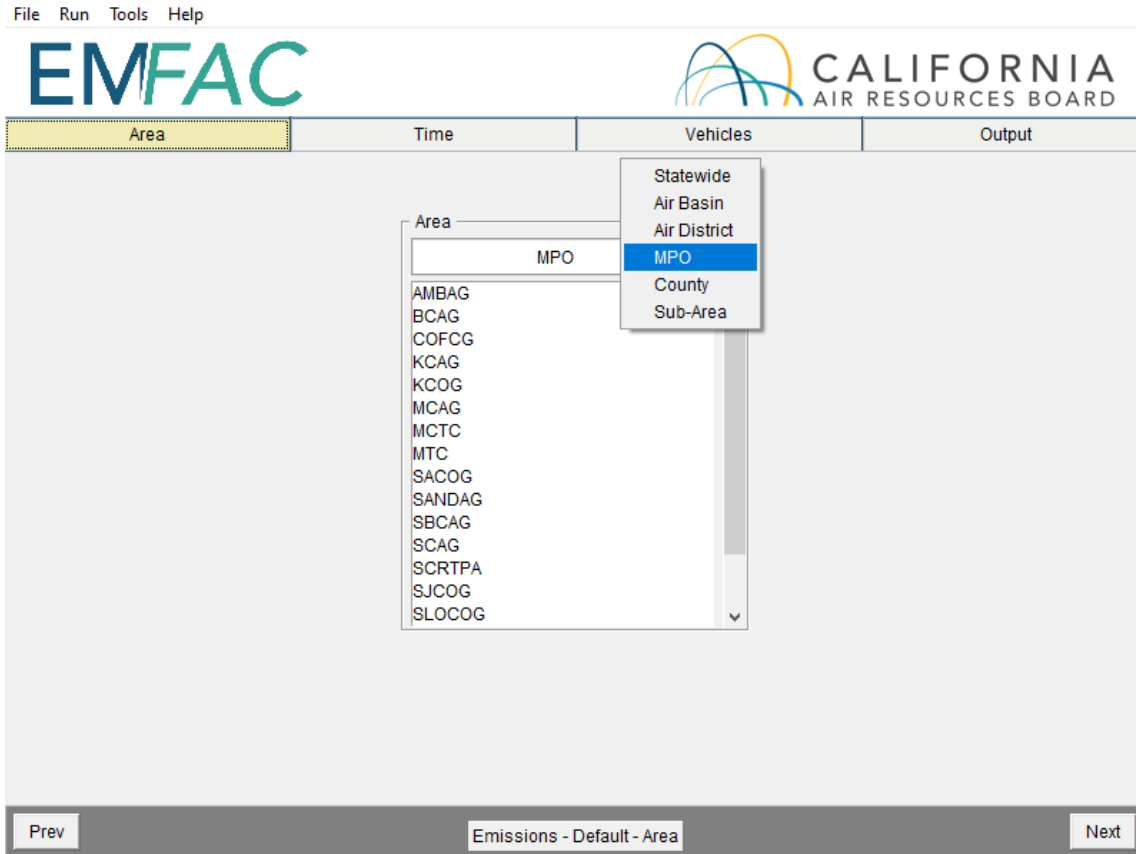 File Run Tools Help
EMFAC
CALIFORNIA
AIR RESOURCES BOARD
Area Time Vehicles Output
Statewide
Air Basin
Air District
MPO
County
Sub-Area
Area
MPO
AMBAG
BCAG
COFCG
KCAG
KCOG
MCAG
MCTC
MTC
SACOG
SANDAG
SBCAG
SCAG
SCRTPA
SJCOG
SLOCOG
Prev Emissions - Default - Area Next